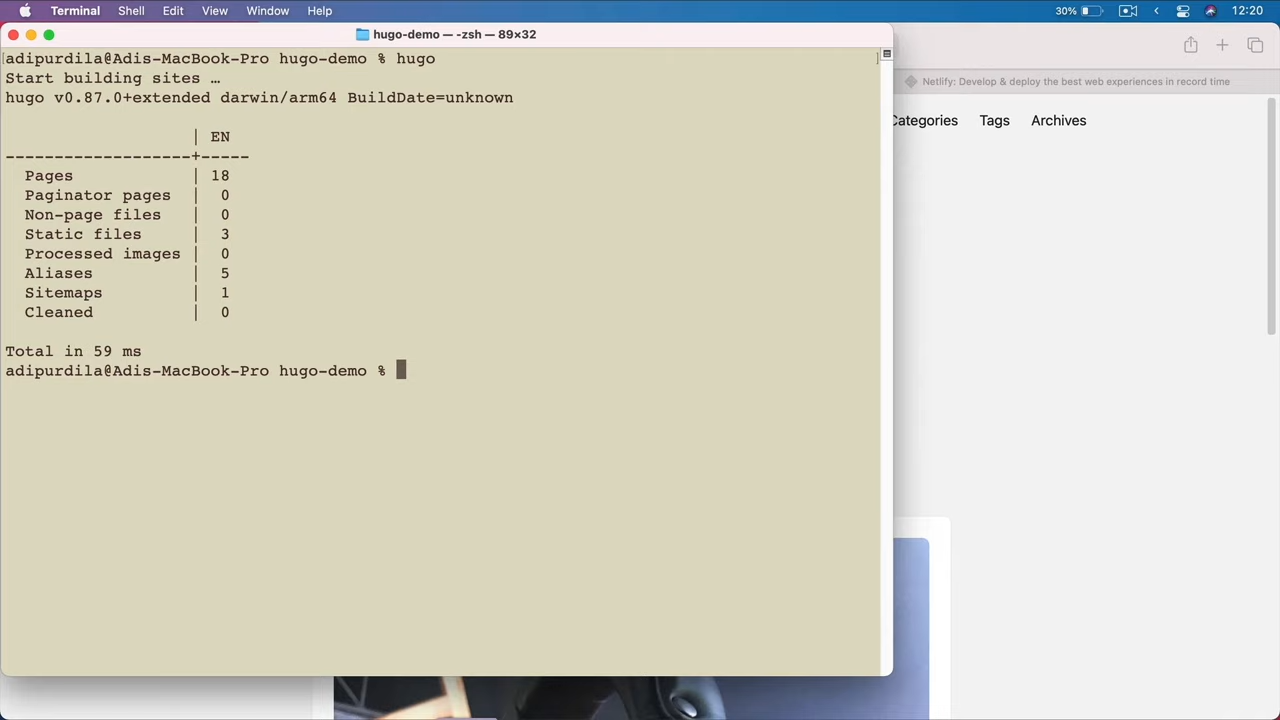 Terminal Shell Edit View Window Help 30% 12:20
hugo-demo — -zsh — 89×32
adipurdila@Adis-MacBook-Pro hugo-demo % hugo
Start building sites …
hugo v0.87.0+extended darwin/arm64 BuildDate=unknown
| EN
-------------------+-----
Pages | 18
Paginator pages | 0
Non-page files | 0
Static files | 3
Processed images | 0
Aliases | 5
Sitemaps | 1
Cleaned | 0
Total in 59 ms
adipurdila@Adis-MacBook-Pro hugo-demo %
Netlify: Develop & deploy the best web experiences in record time
Categories Tags Archives